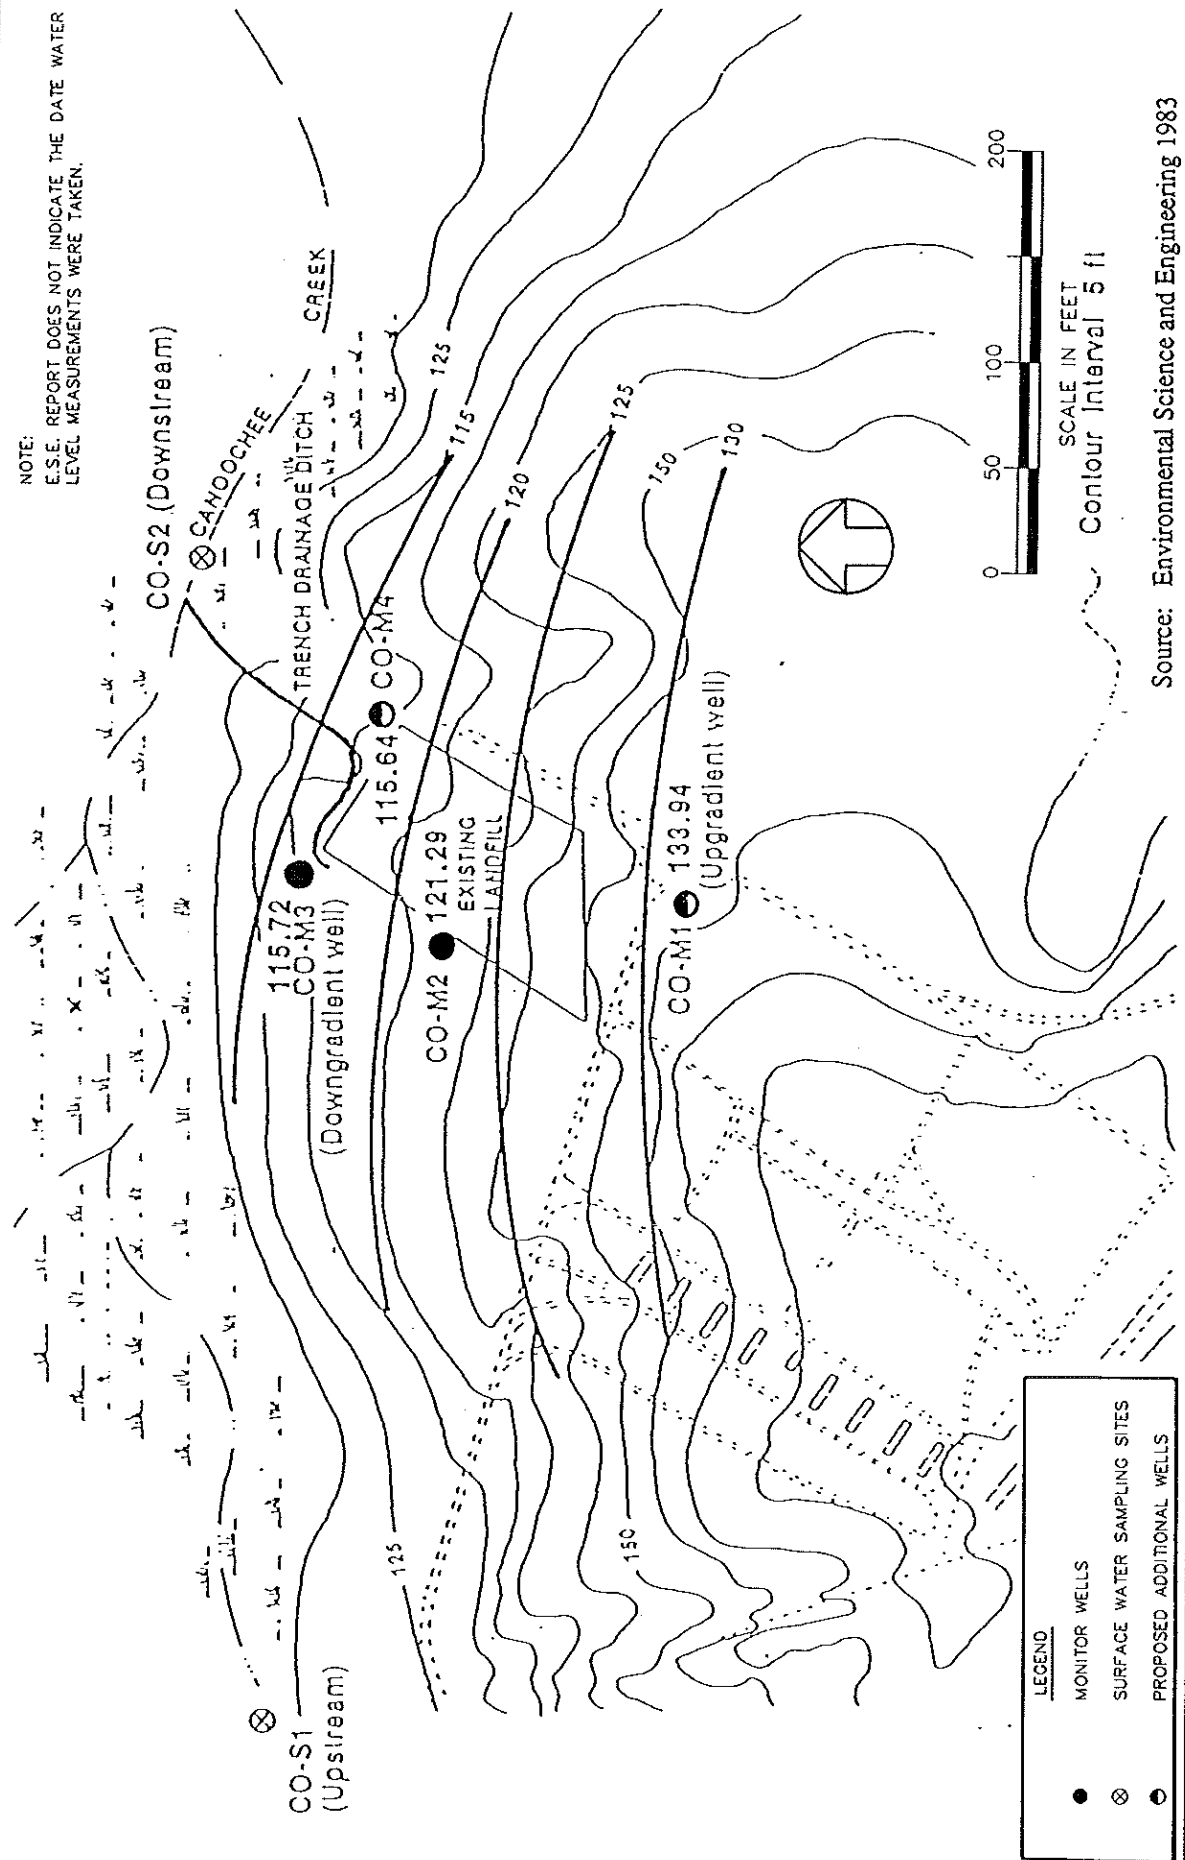 NOTE:
E.S.E. REPORT DOES NOT INDICATE THE DATE WATER
LEVEL MEASUREMENTS WERE TAKEN.
CO-S2 (Downstream)
CANOOCHEE
CREEK
TRENCH DRAINAGE DITCH
CO-S1
(Upstream)
115.72
CO-M3
(Downgradient well)
115.64
CO-M4
CO-M2
121.29
EXISTING
LANDFILL
CO-M1
133.94
(Upgradient well)
125
115
120
125
130
150
125
150
0
50
100
200
SCALE IN FEET
Contour Interval 5 ft
LEGEND
MONITOR WELLS
SURFACE WATER SAMPLING SITES
PROPOSED ADDITIONAL WELLS
Source: Environmental Science and Engineering 1983